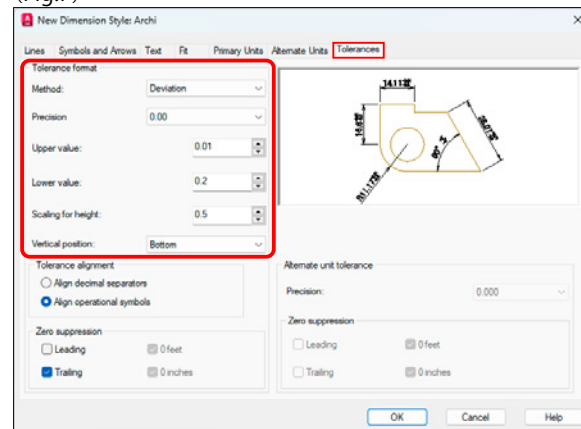 New Dimension Style: Archi
Lines Symbols and Arrows Text Fit Primary Units Alternate Units Tolerances
Tolerance format
Method: Deviation
Precision 0.00
Upper value: 0.01
Lower value: 0.2
Scaling for height: 0.5
Vertical position: Bottom
Tolerance alignment
Align decimal separators
Align operational symbols
Zero suppression
Leading 0 feet
Trailing 0 inches
Alternate unit tolerance
Precision: 0.000
Zero suppression
Leading 0 feet
Trailing 0 inches
OK Cancel Help